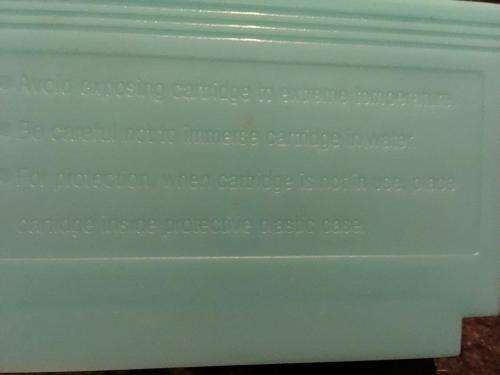 Avoid exposing cartridge to extreme temperature.
Be careful not to immerge cartridge in water.
For protection, when cartridge is not in use, place
cartridge inside protective plastic case.